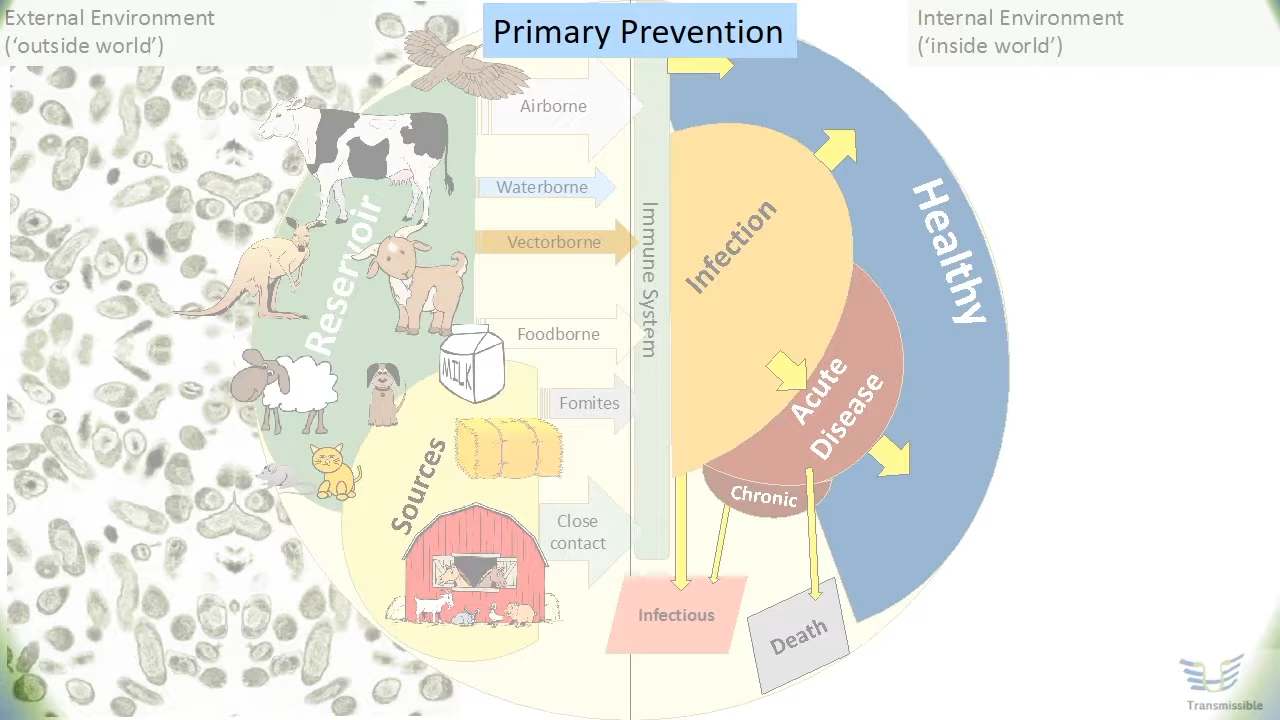 External Environment
(‘outside world’)
Primary Prevention
Internal Environment
(‘inside world’)
Airborne
Waterborne
Vectorborne
Foodborne
Fomites
Close
contact
Reservoir
Sources
MILK
Immune System
Infection
Healthy
Acute
Disease
Chronic
Infectious
Death
Transmissible